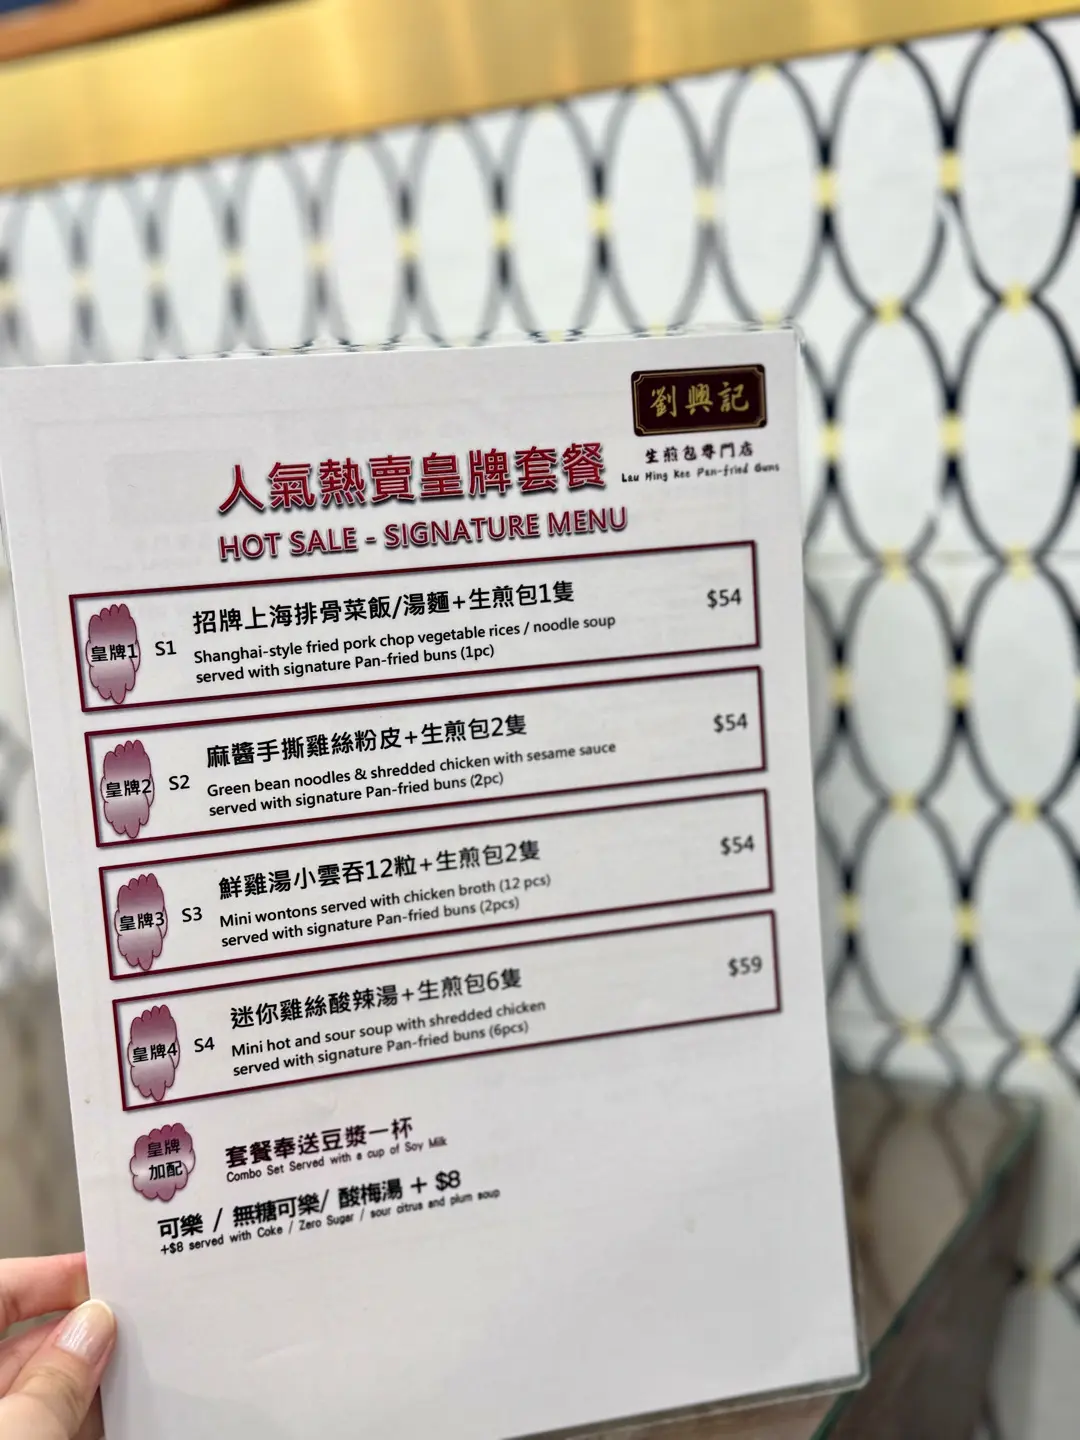 劉興記
生煎包專門店
Lau Hing Kee Pan-fried Buns
人氣熱賣皇牌套餐
HOT SALE - SIGNATURE MENU
皇牌1 S1 招牌上海排骨菜飯/湯麵+生煎包1隻 $54
Shanghai-style fried pork chop vegetable rices / noodle soup
served with signature Pan-fried buns (1pc)
皇牌2 S2 麻醬手撕雞絲粉皮+生煎包2隻 $54
Green bean noodles & shredded chicken with sesame sauce
served with signature Pan-fried buns (2pc)
皇牌3 S3 鮮雞湯小雲吞12粒+生煎包2隻 $54
Mini wontons served with chicken broth (12 pcs)
served with signature Pan-fried buns (2pcs)
皇牌4 S4 迷你雞絲酸辣湯+生煎包6隻 $59
Mini hot and sour soup with shredded chicken
served with signature Pan-fried buns (6pcs)
皇牌
加配
套餐奉送豆漿一杯
Combo Set Served with a cup of Soy Milk
可樂 / 無糖可樂/ 酸梅湯 + $8
+$8 served with Coke / Zero Sugar / sour citrus and plum soup